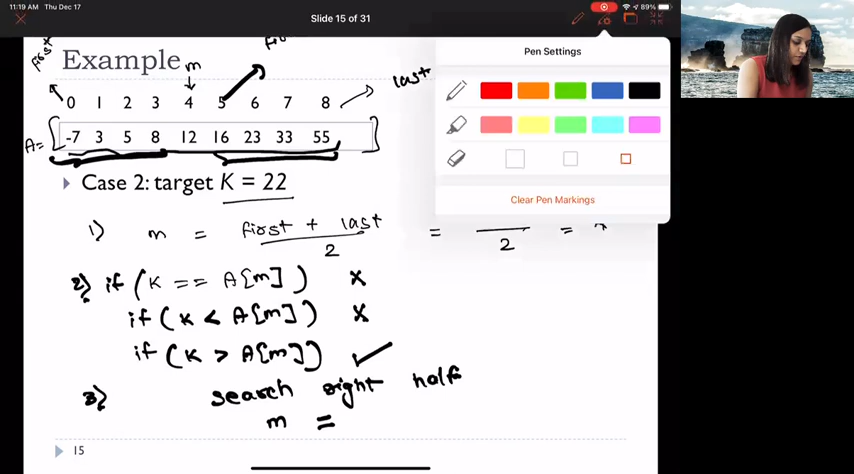 11:19 AM Thu Dec 17
89%
Slide 15 of 31
Pen Settings
Clear Pen Markings
first
Example
m
last
0 1 2 3 4 5 6 7 8
A= [-7 3 5 8 12 16 23 33 55 ]
Case 2: target K = 22
1) m = first + last = = 
2 2
2) if (K == A[m]) x
if (K < A[m]) x
if (K > A[m]) ✓
3) search right half
m =
15